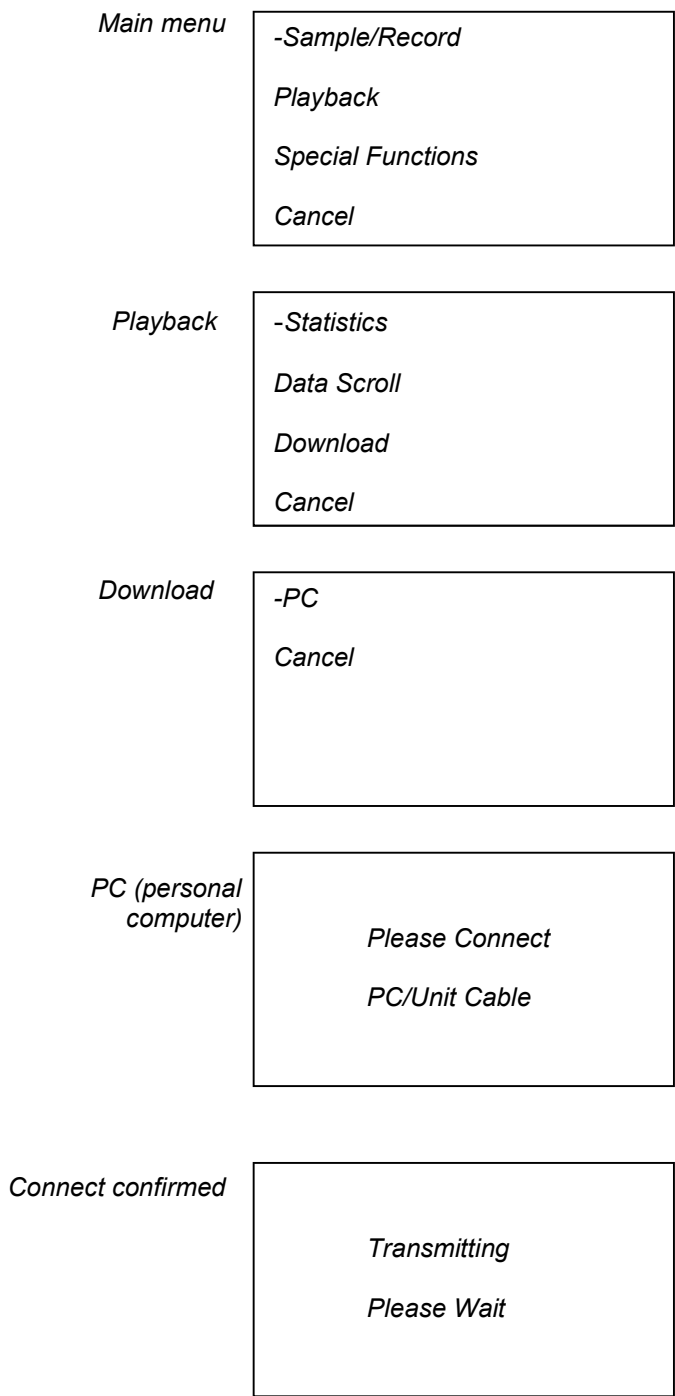 Main menu
-Sample/Record
Playback
Special Functions
Cancel
Playback
-Statistics
Data Scroll
Download
Cancel
Download
-PC
Cancel
PC (personal
computer)
Please Connect
PC/Unit Cable
Connect confirmed
Transmitting
Please Wait